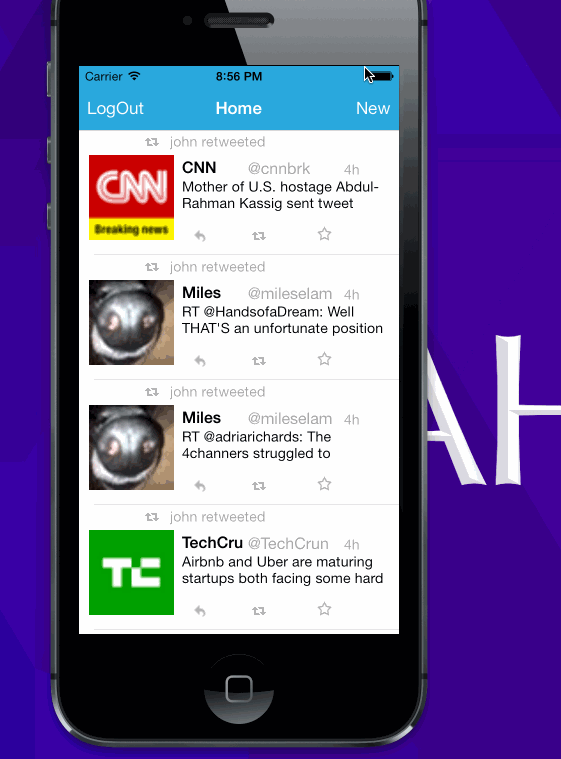 Carrier 8:56 PM
LogOut Home New
john retweeted
CNN @cnnbrk 4h
Mother of U.S. hostage Abdul-
Rahman Kassig sent tweet
CNN
Breaking news
john retweeted
Miles @mileselam 4h
RT @HandsofaDream: Well
THAT'S an unfortunate position
john retweeted
Miles @mileselam 4h
RT @adriarichards: The
4channers struggled to
john retweeted
TechCru @TechCrun 4h
Airbnb and Uber are maturing
startups both facing some hard
TC
AH